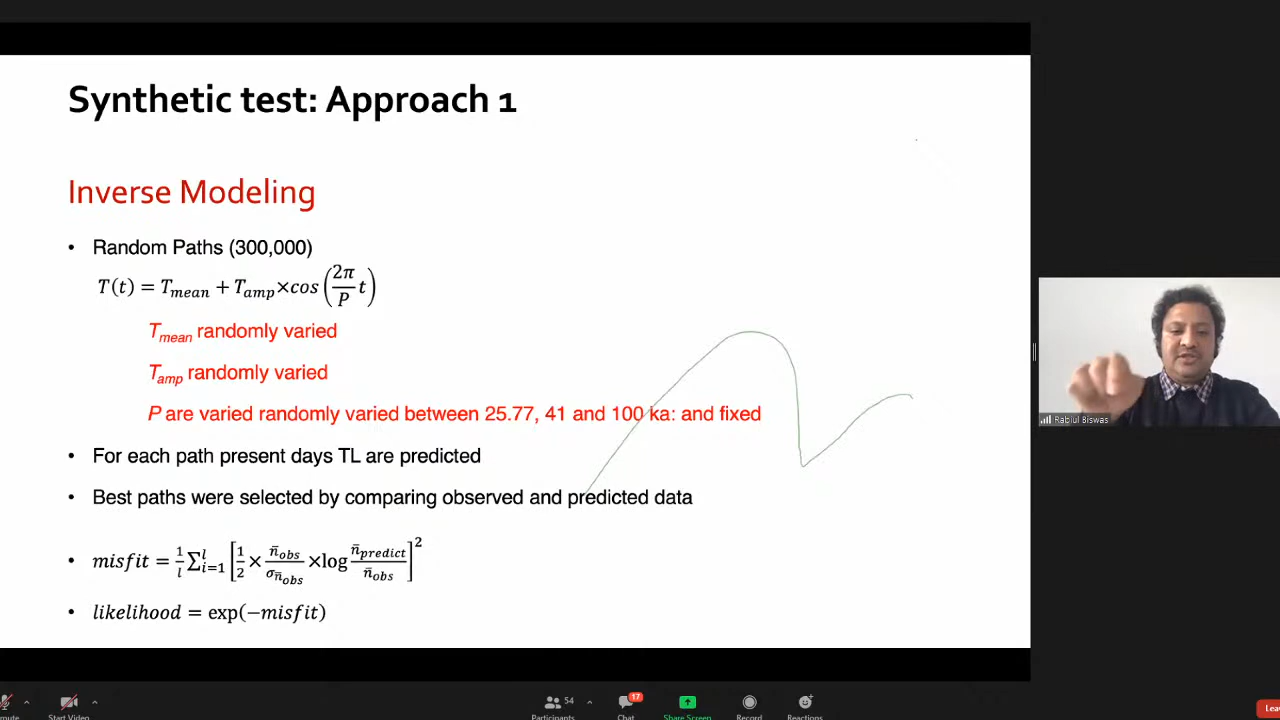 Synthetic test: Approach 1
Inverse Modeling
• Random Paths (300,000)
T(t) = T_mean + T_amp×cos(2π/P t)
T_mean randomly varied
T_amp randomly varied
P are varied randomly varied between 25.77, 41 and 100 ka: and fixed
• For each path present days TL are predicted
• Best paths were selected by comparing observed and predicted data
• misfit = 1/l ∑_{i=1}^{l} [1/2 × n̄_obs/σn̄_obs × log n̄_predict/n̄_obs]^2
• likelihood = exp(−misfit)
Rabiul Biswas
54
17
mute
Start Video
Participants
Chat
Share Screen
Record
Reactions
Lea